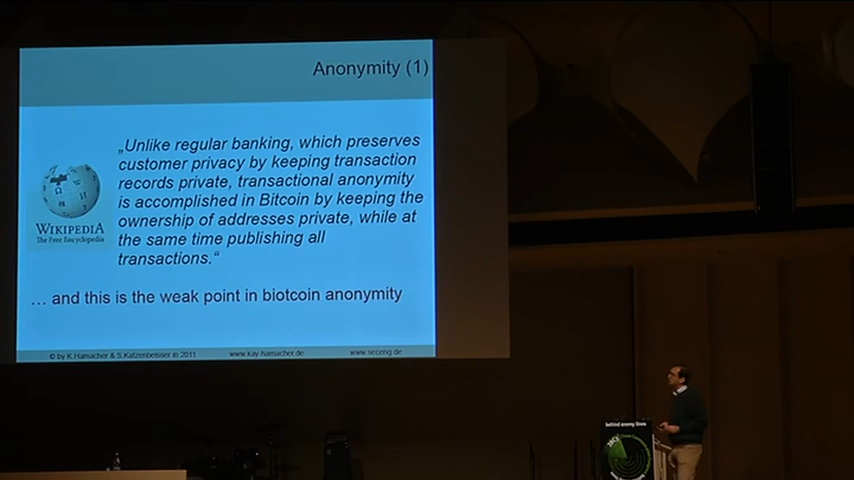 Anonymity (1)
„Unlike regular banking, which preserves
customer privacy by keeping transaction
records private, transactional anonymity
is accomplished in Bitcoin by keeping the
ownership of addresses private, while at
the same time publishing all
transactions.“
WIKIPEDIA
The Free Encyclopedia
… and this is the weak point in biotcoin anonymity
© by K.Hamacher & S.Katzenbeisser in 2011
www.kay-hamacher.de
www.seceng.de
behind enemy lines